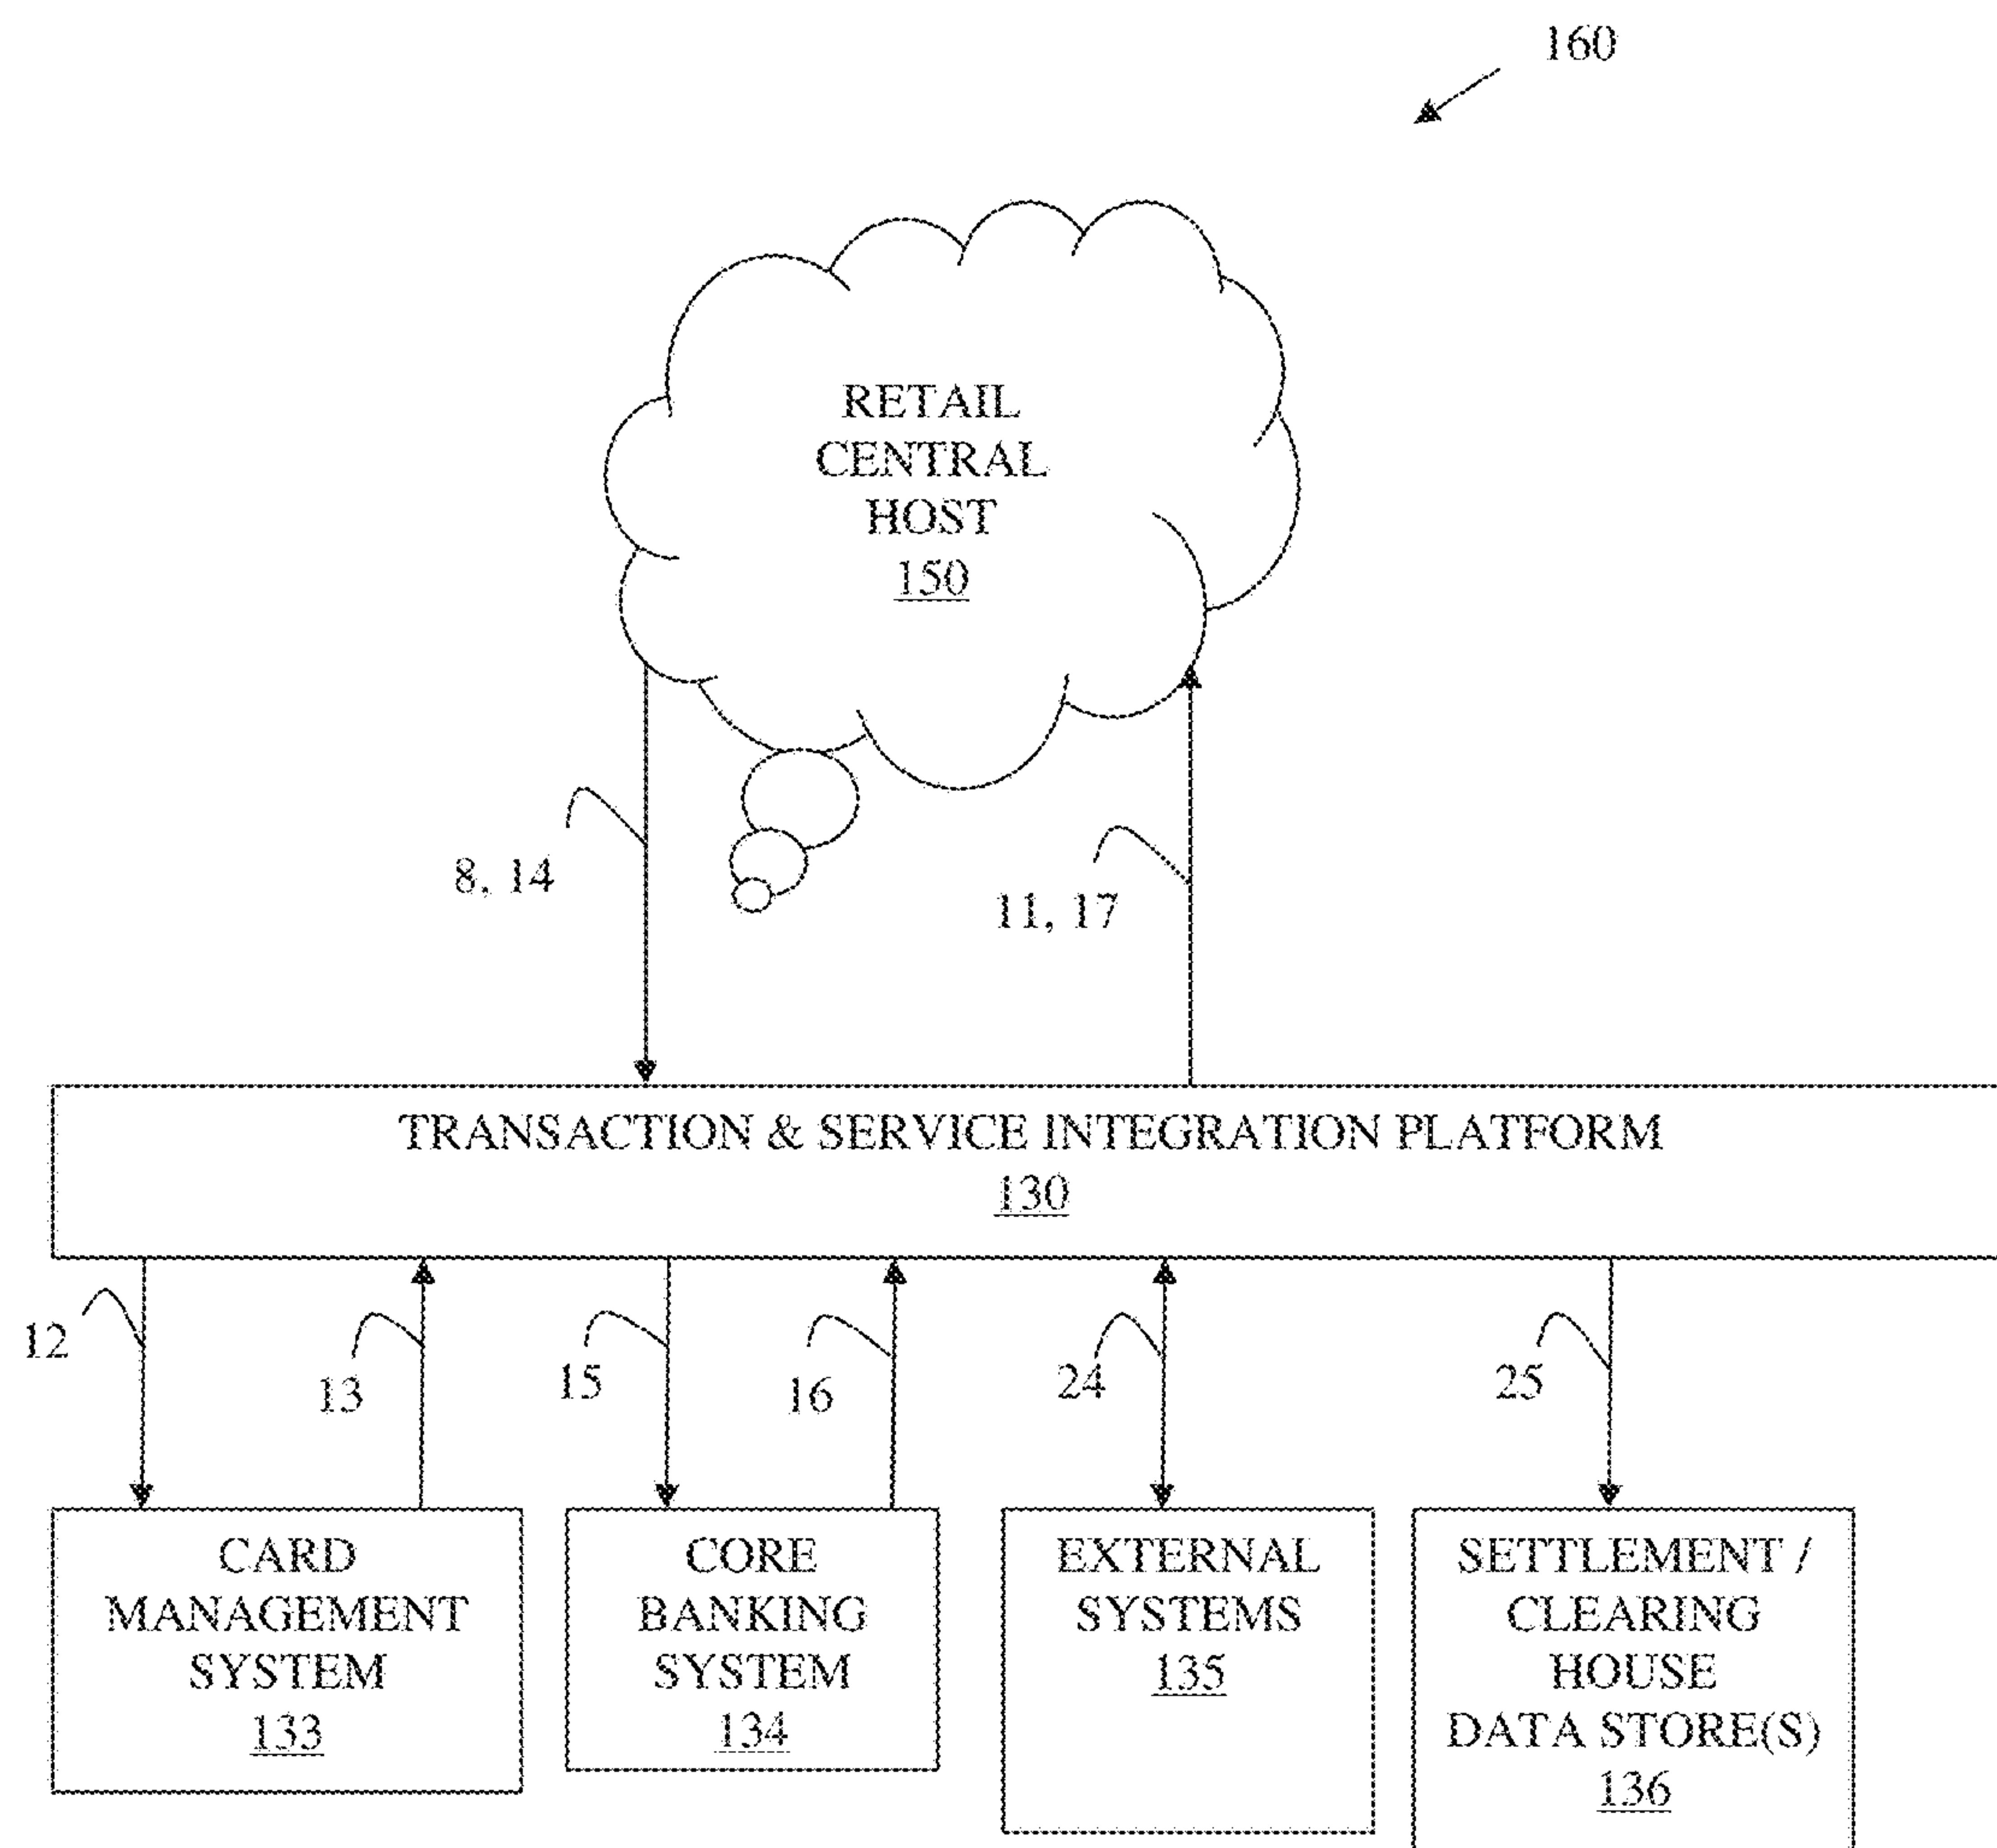 160
RETAIL
CENTRAL
HOST
150
8, 14
11, 17
TRANSACTION & SERVICE INTEGRATION PLATFORM
130
12
13
15
16
24
25
CARD
MANAGEMENT
SYSTEM
133
CORE
BANKING
SYSTEM
134
EXTERNAL
SYSTEMS
135
SETTLEMENT /
CLEARING
HOUSE
DATA STORE(S)
136